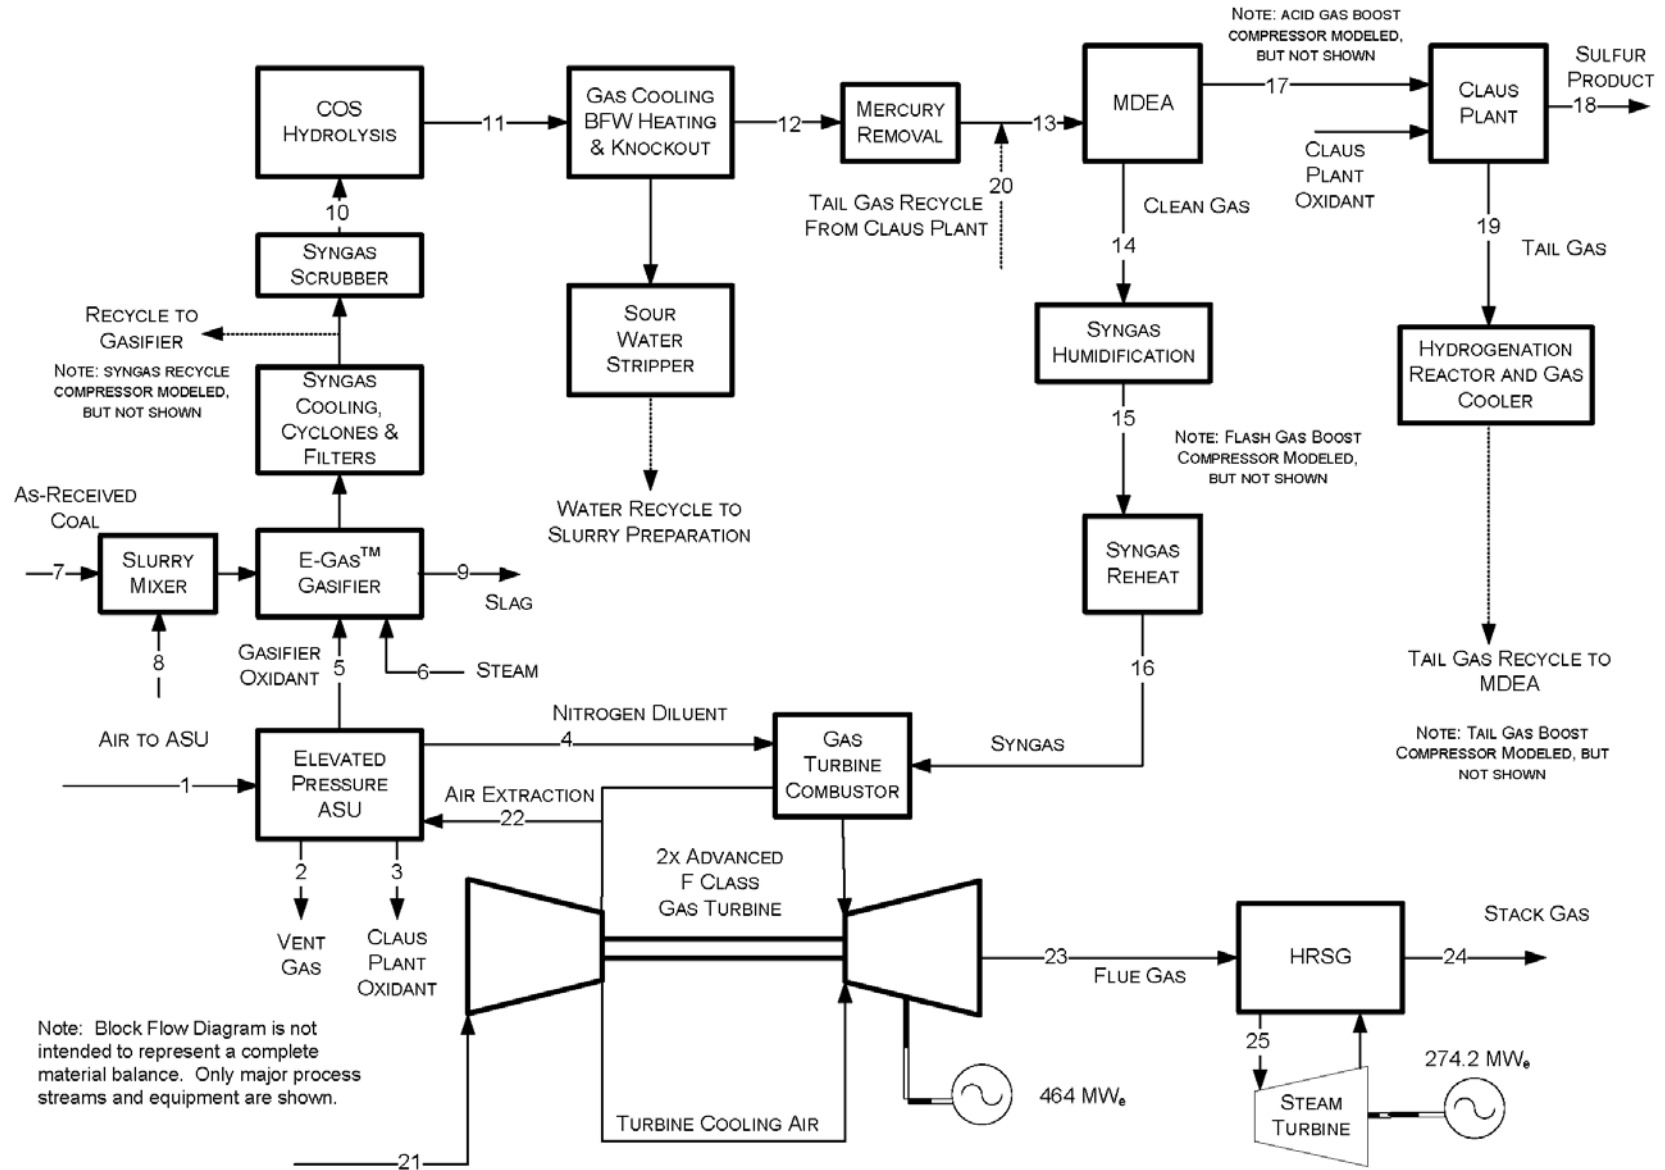 NOTE: ACID GAS BOOST
COMPRESSOR MODELED,
BUT NOT SHOWN
SULFUR
PRODUCT
COS
HYDROLYSIS
11
GAS COOLING
BFW HEATING
& KNOCKOUT
12
MERCURY
REMOVAL
13
MDEA
17
CLAUS
PLANT
18
CLAUS
PLANT
OXIDANT
10
20
TAIL GAS RECYCLE
FROM CLAUS PLANT
CLEAN GAS
14
19
TAIL GAS
SYNGAS
SCRUBBER
RECYCLE TO
GASIFIER
NOTE: SYNGAS RECYCLE
COMPRESSOR MODELED,
BUT NOT SHOWN
SOUR
WATER
STRIPPER
SYNGAS
HUMIDIFICATION
HYDROGENATION
REACTOR AND GAS
COOLER
SYNGAS
COOLING,
CYCLONES &
FILTERS
15
NOTE: FLASH GAS BOOST
COMPRESSOR MODELED,
BUT NOT SHOWN
WATER RECYCLE TO
SLURRY PREPARATION
AS-RECEIVED
COAL
7
SLURRY
MIXER
E-GAS™
GASIFIER
9
SLAG
SYNGAS
REHEAT
8
GASIFIER
OXIDANT
5
6
STEAM
16
TAIL GAS RECYCLE TO
MDEA
NOTE: TAIL GAS BOOST
COMPRESSOR MODELED, BUT
NOT SHOWN
AIR TO ASU
1
ELEVATED
PRESSURE
ASU
NITROGEN DILUENT
4
GAS
TURBINE
COMBUSTOR
SYNGAS
AIR EXTRACTION
22
2
3
VENT
GAS
CLAUS
PLANT
OXIDANT
2X ADVANCED
F CLASS
GAS TURBINE
23
FLUE GAS
HRSG
STACK GAS
24
25
Note: Block Flow Diagram is not
intended to represent a complete
material balance. Only major process
streams and equipment are shown.
464 MWe
274.2 MWe
STEAM
TURBINE
TURBINE COOLING AIR
21